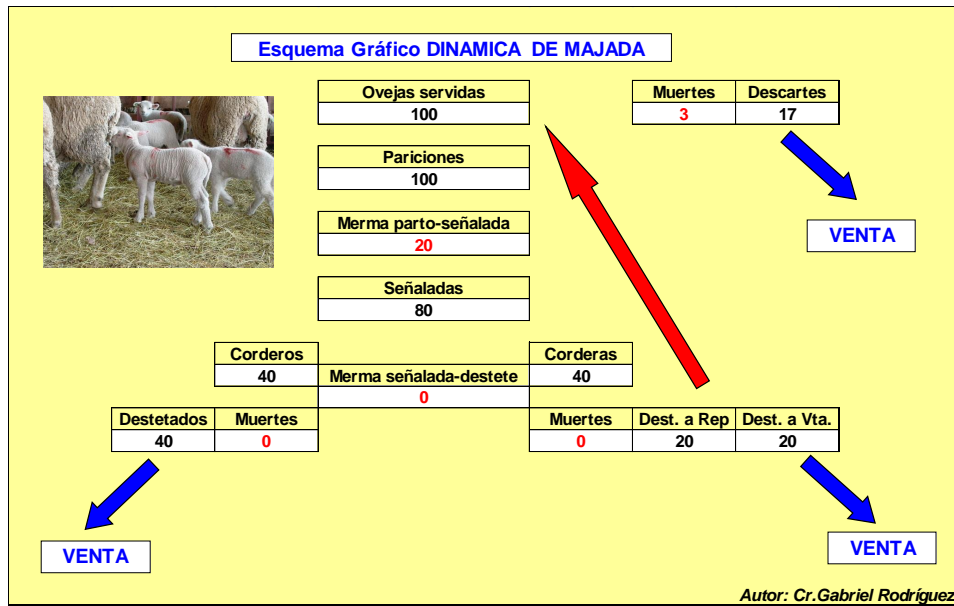 Esquema Gráfico DINAMICA DE MAJADA
Ovejas servidas
100
Muertes Descartes
3 17
Pariciones
100
Merma parto-señalada
20
VENTA
Señaladas
80
Corderos Corderas
40 Merma señalada-destete 40
0
Destetados Muertes Muertes Dest. a Rep Dest. a Vta.
40 0 0 20 20
VENTA VENTA
Autor: Cr.Gabriel Rodríguez